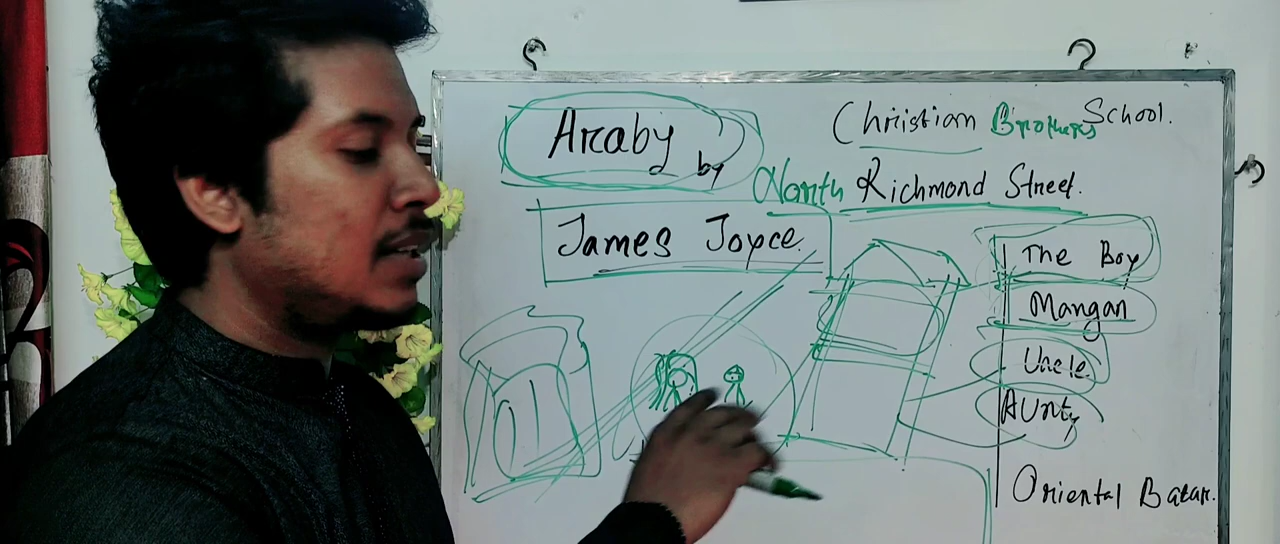 Araby
by
James Joyce.
Christian Brothers School.
North Richmond Street.
The Boy
Mangan
Uncle
Aunty
Oriental Bazar.